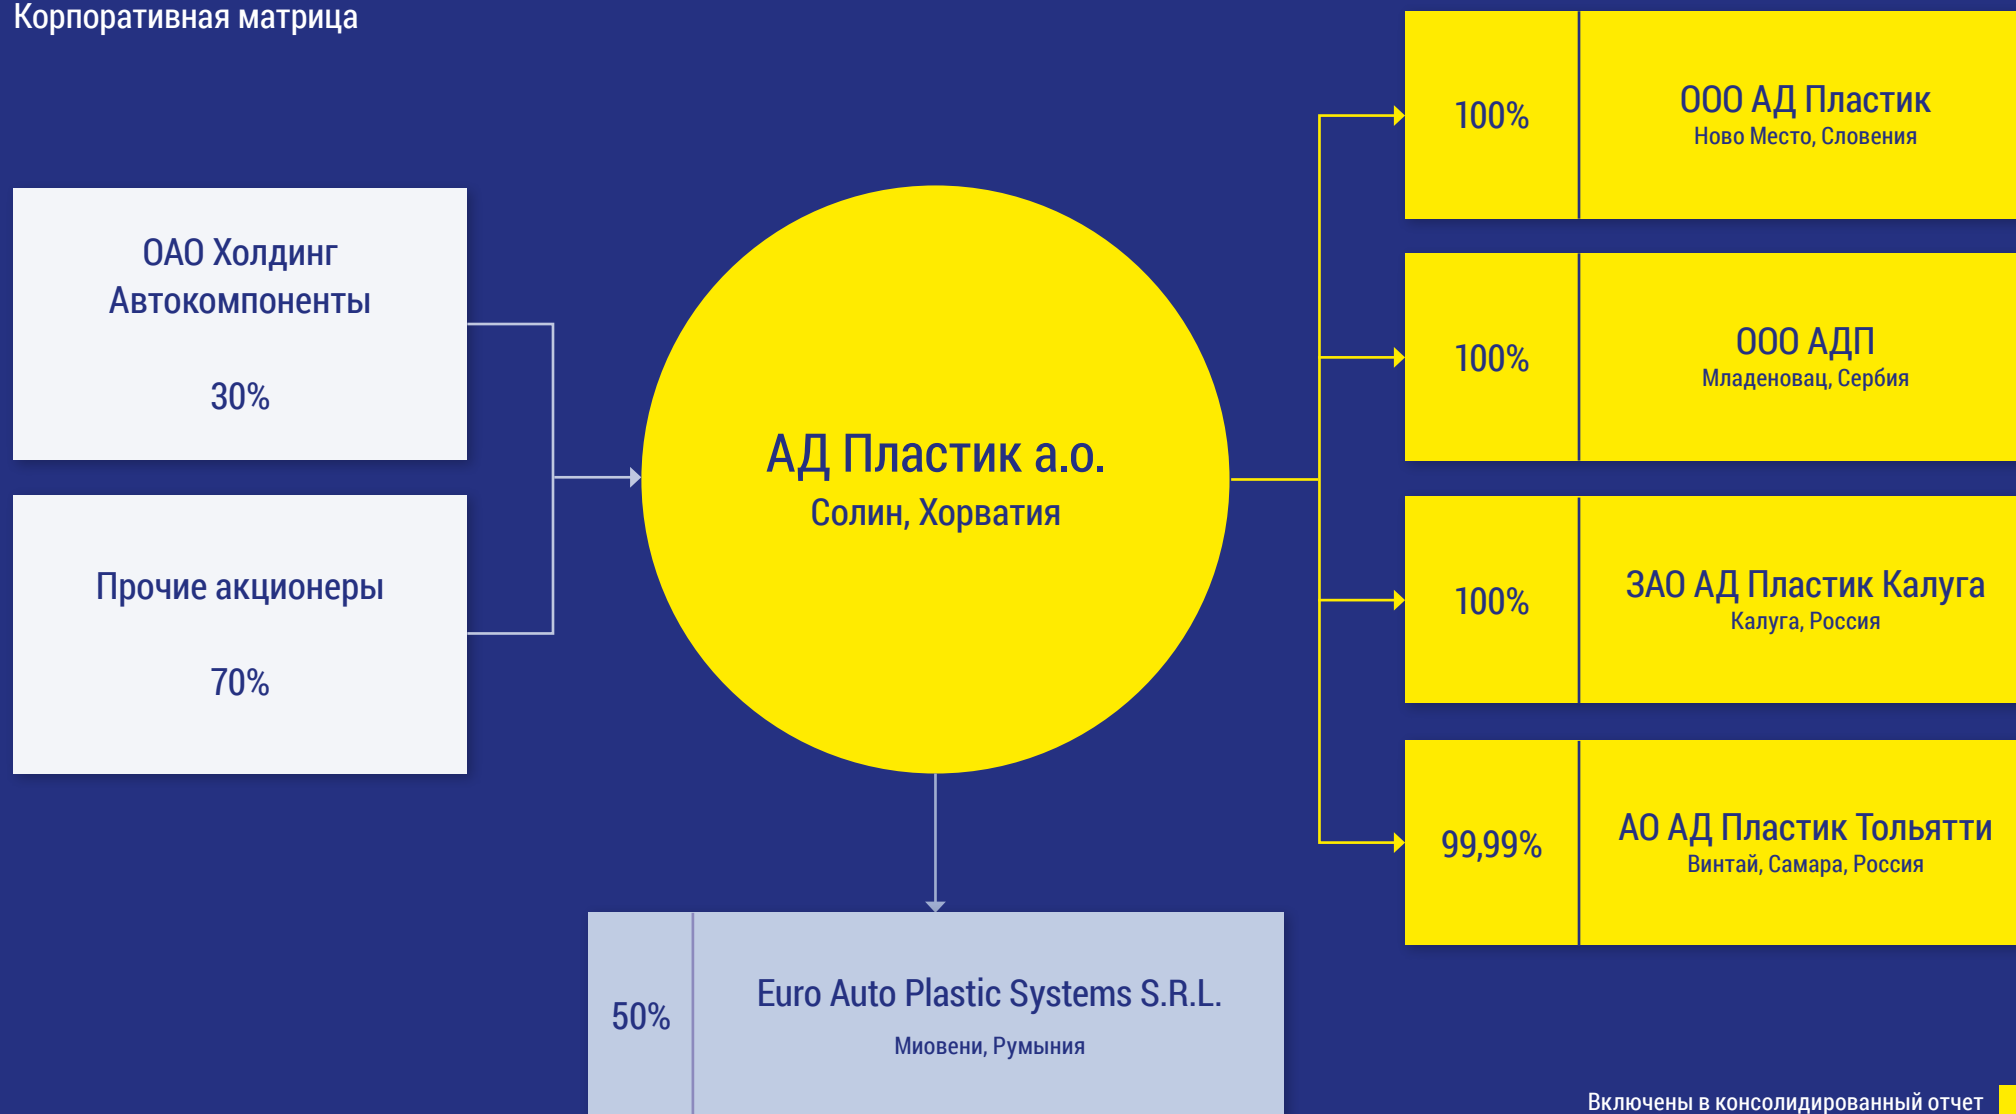 Корпоративная матрица
ОАО Холдинг
Автокомпоненты
30%
Прочие акционеры
70%
АД Пластик а.о.
Солин, Хорватия
100%
ООО АД Пластик
Ново Место, Словения
100%
ООО АДП
Младеновац, Сербия
100%
ЗАО АД Пластик Калуга
Калуга, Россия
99,99%
АО АД Пластик Тольятти
Винтай, Самара, Россия
50%
Euro Auto Plastic Systems S.R.L.
Миовени, Румыния
Включены в консолидированный отчет